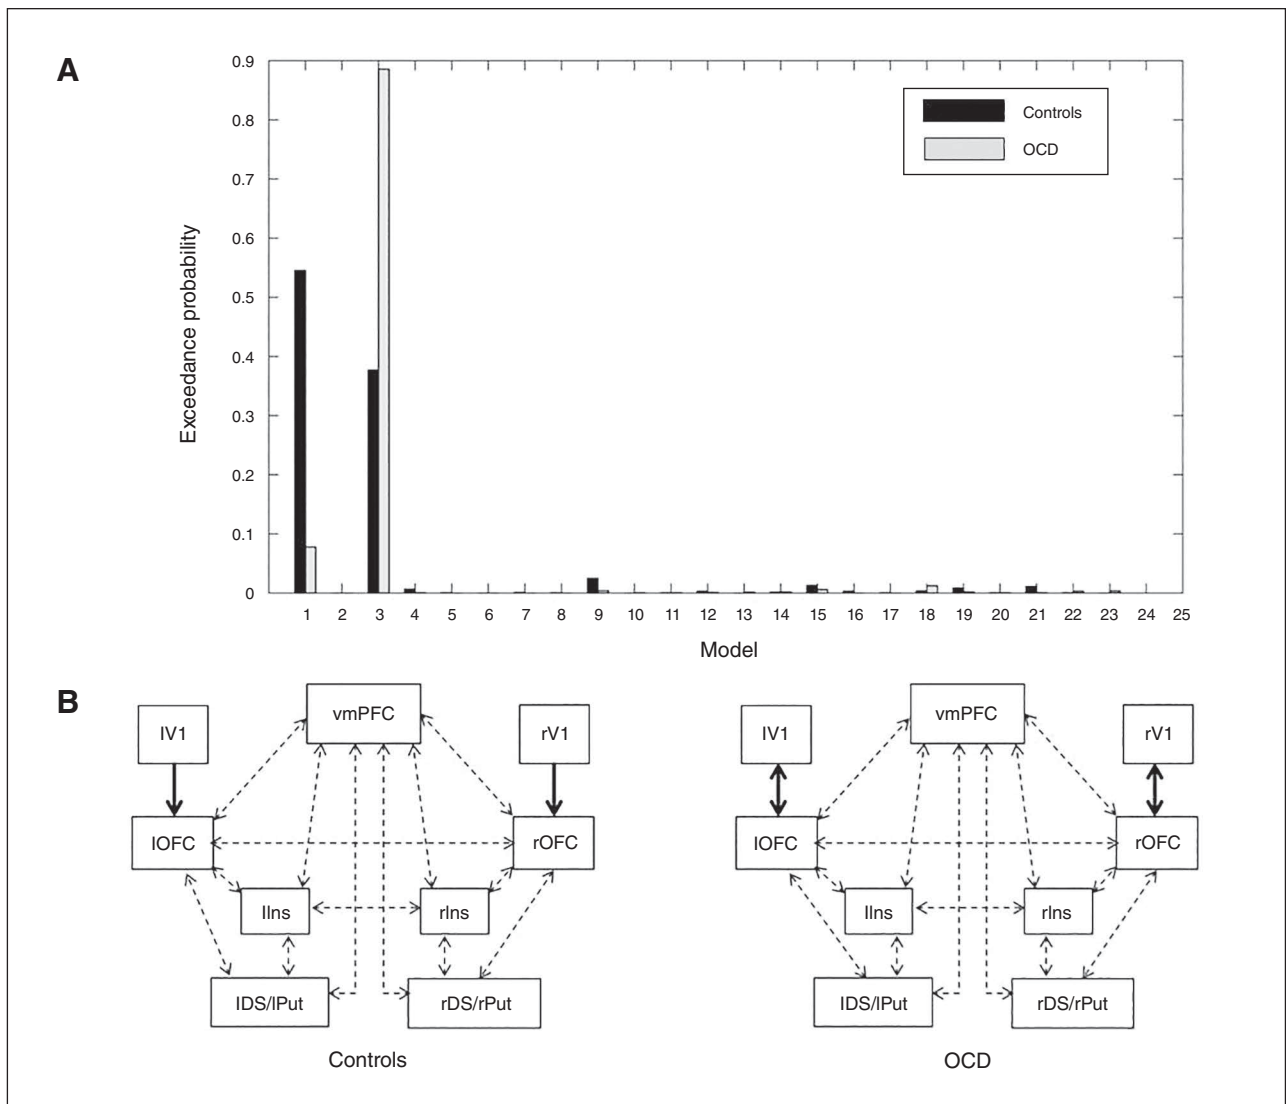 A
0.9
0.8
0.7
0.6
0.5
0.4
0.3
0.2
0.1
0
Exceedance probability
Controls
OCD
1 2 3 4 5 6 7 8 9 10 11 12 13 14 15 16 17 18 19 20 21 22 23 24 25
Model
B
lV1
vmPFC
rV1
lOFC
rOFC
lIns
rIns
lDS/lPut
rDS/rPut
Controls
lV1
vmPFC
rV1
lOFC
rOFC
lIns
rIns
lDS/lPut
rDS/rPut
OCD